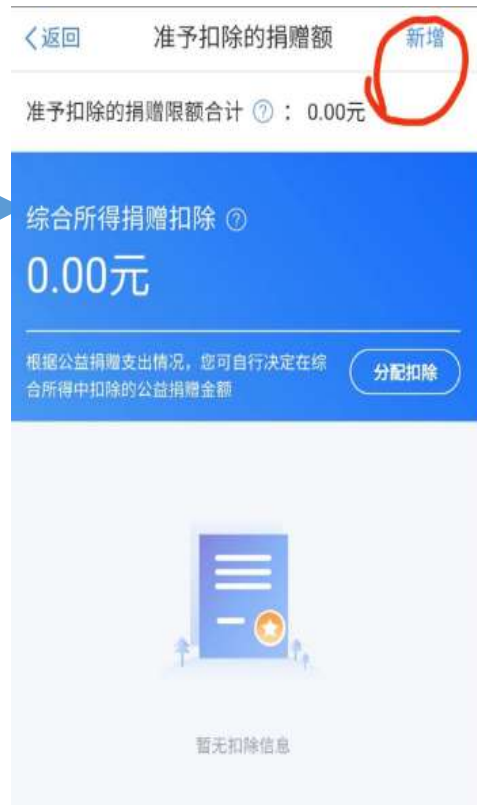 〈返回 准予扣除的捐赠额 新增
准予扣除的捐赠限额合计 ? ： 0.00元
综合所得捐赠扣除 ?
0.00元
根据公益捐赠支出情况，您可自行决定在综
合所得中扣除的公益捐赠金额
分配扣除
暂无扣除信息